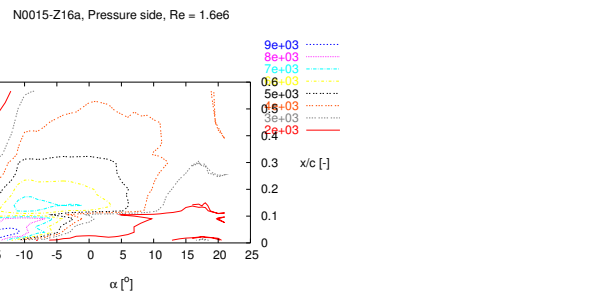 N0015-Z16a, Pressure side, Re = 1.6e6
9e+03
8e+03
7e+03
5e+03
4e+03
3e+03
2e+03
0.6
0.5
0.4
0.3
0.2
0.1
0
x/c [-]
-10 -5 0 5 10 15 20 25
α [o]